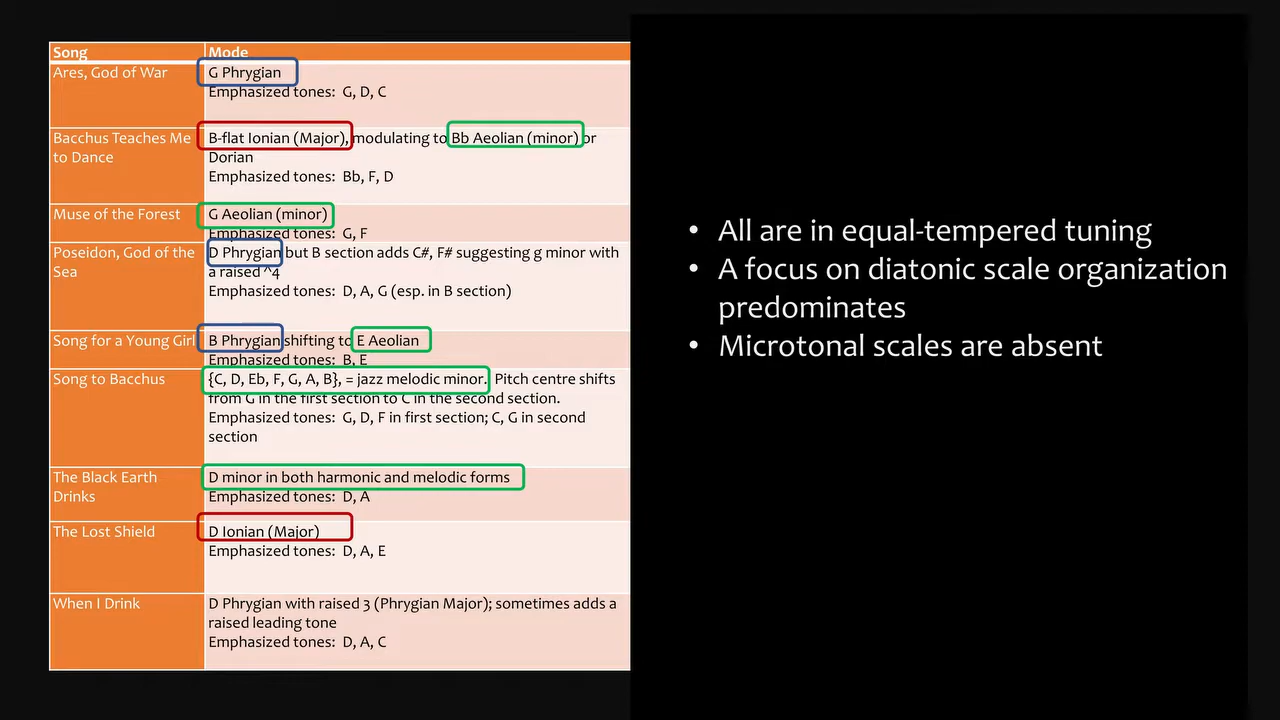 Song Mode
Ares, God of War G Phrygian
Emphasized tones: G, D, C
Bacchus Teaches Me B-flat Ionian (Major), modulating to Bb Aeolian (minor) or
to Dance Dorian
Emphasized tones: Bb, F, D
Muse of the Forest G Aeolian (minor)
Emphasized tones: G, F
Poseidon, God of the D Phrygian but B section adds C#, F# suggesting g minor with
Sea a raised ^4
Emphasized tones: D, A, G (esp. in B section)
Song for a Young Girl B Phrygian shifting to E Aeolian
Emphasized tones: B, E
Song to Bacchus {C, D, Eb, F, G, A, B}, = jazz melodic minor. Pitch centre shifts
from G in the first section to C in the second section.
Emphasized tones: G, D, F in first section; C, G in second
section
The Black Earth D minor in both harmonic and melodic forms
Drinks Emphasized tones: D, A
The Lost Shield D Ionian (Major)
Emphasized tones: D, A, E
When I Drink D Phrygian with raised 3 (Phrygian Major); sometimes adds a
raised leading tone
Emphasized tones: D, A, C
• All are in equal-tempered tuning
• A focus on diatonic scale organization
predominates
• Microtonal scales are absent